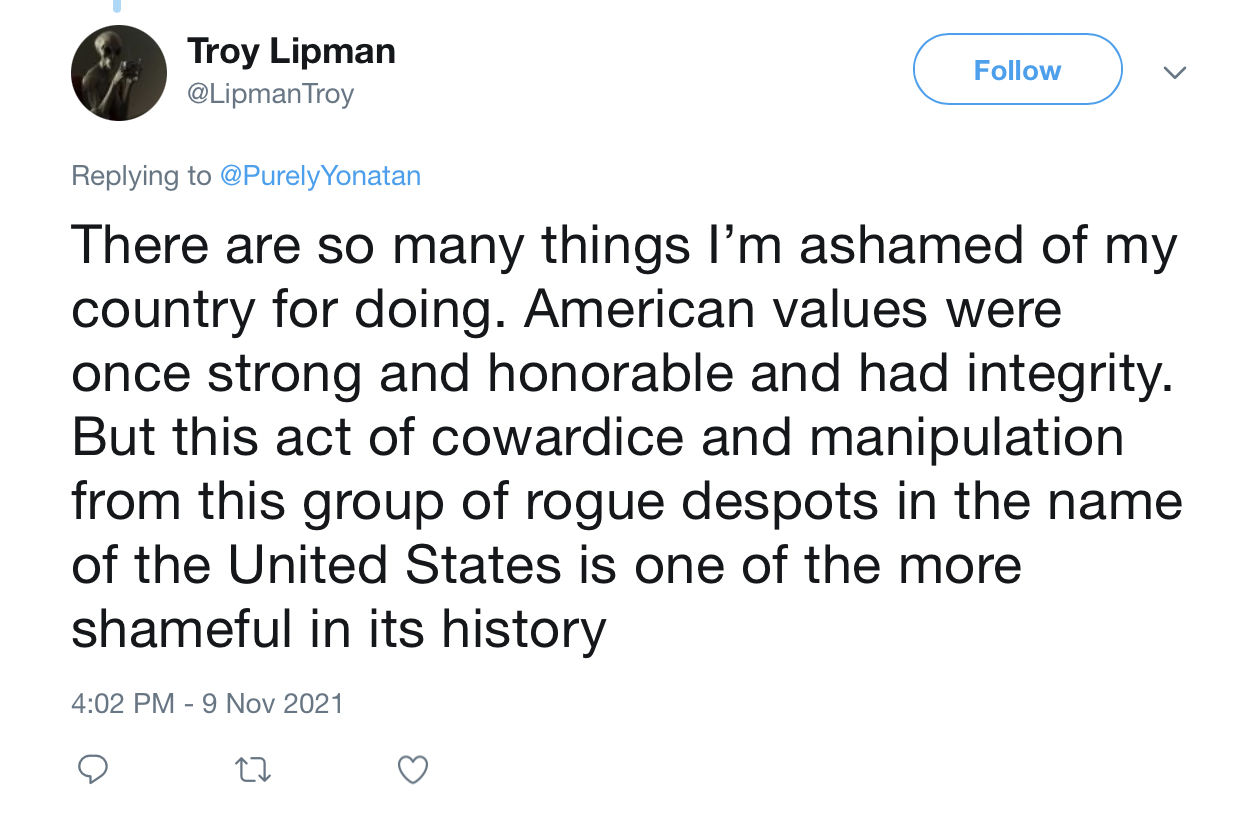 Troy Lipman
@LipmanTroy
Follow
Replying to @PurelyYonatan
There are so many things I’m ashamed of my
country for doing. American values were
once strong and honorable and had integrity.
But this act of cowardice and manipulation
from this group of rogue despots in the name
of the United States is one of the more
shameful in its history
4:02 PM - 9 Nov 2021